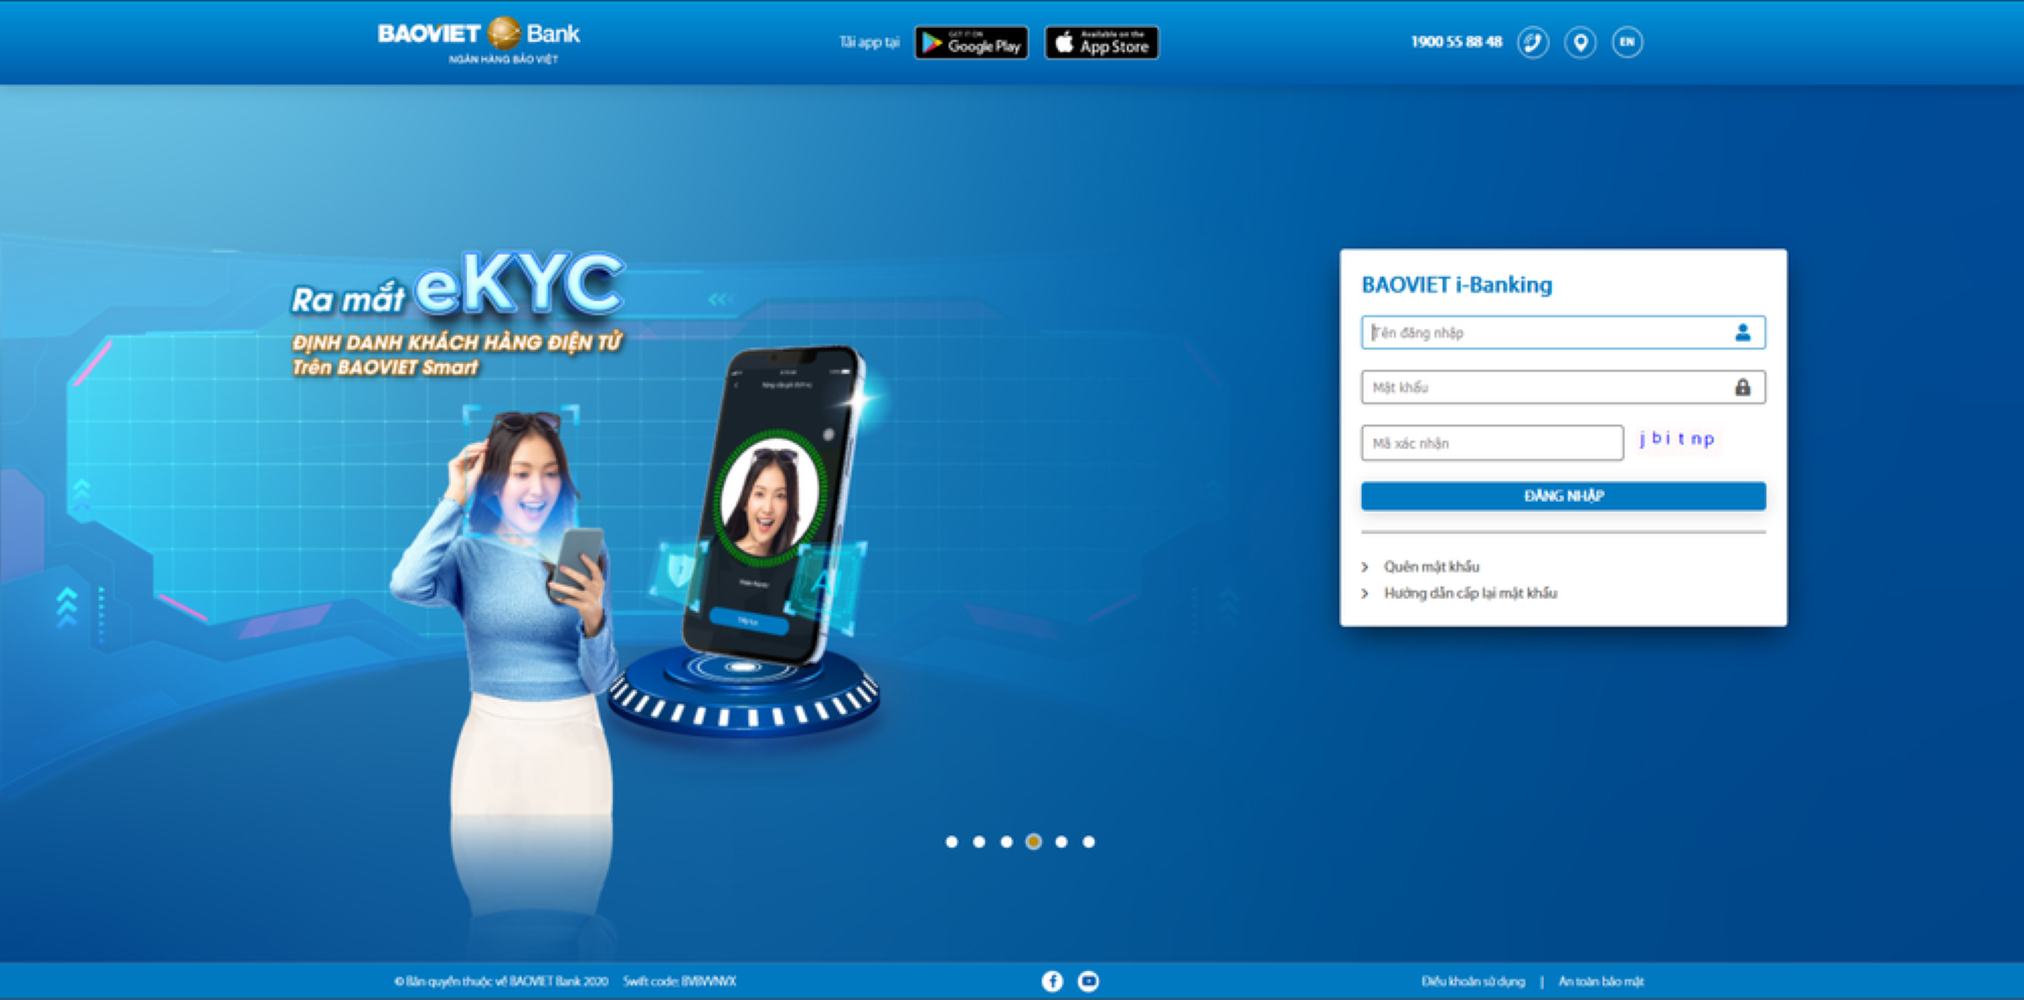 BAOVIET Bank
NGÂN HÀNG BẢO VIỆT
Tải app tại
GET IT ON
Google Play
Available on the
App Store
1900 55 88 48
EN
Ra mắt eKYC
ĐỊNH DANH KHÁCH HÀNG ĐIỆN TỬ
Trên BAOVIET Smart
Tiếp tục
BAOVIET i-Banking
Tên đăng nhập
Mật khẩu
Mã xác nhận
jbitnp
ĐĂNG NHẬP
Quên mật khẩu
Hướng dẫn cấp lại mật khẩu
© Bản quyền thuộc về BAOVIET Bank 2020
Swift code: BVBVVNVX
Điều khoản sử dụng | An toàn bảo mật